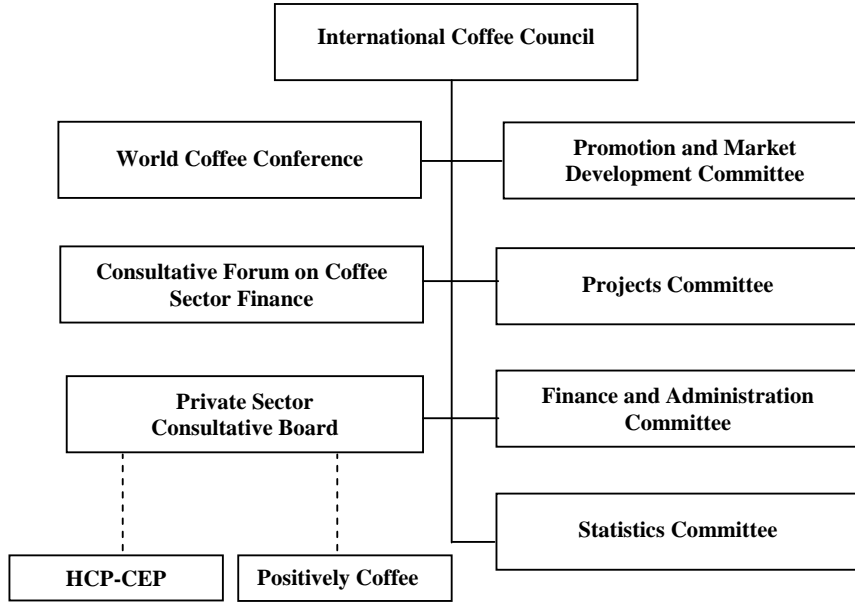 International Coffee Council
World Coffee Conference
Promotion and Market
Development Committee
Consultative Forum on Coffee
Sector Finance
Projects Committee
Private Sector
Consultative Board
Finance and Administration
Committee
Statistics Committee
HCP-CEP
Positively Coffee